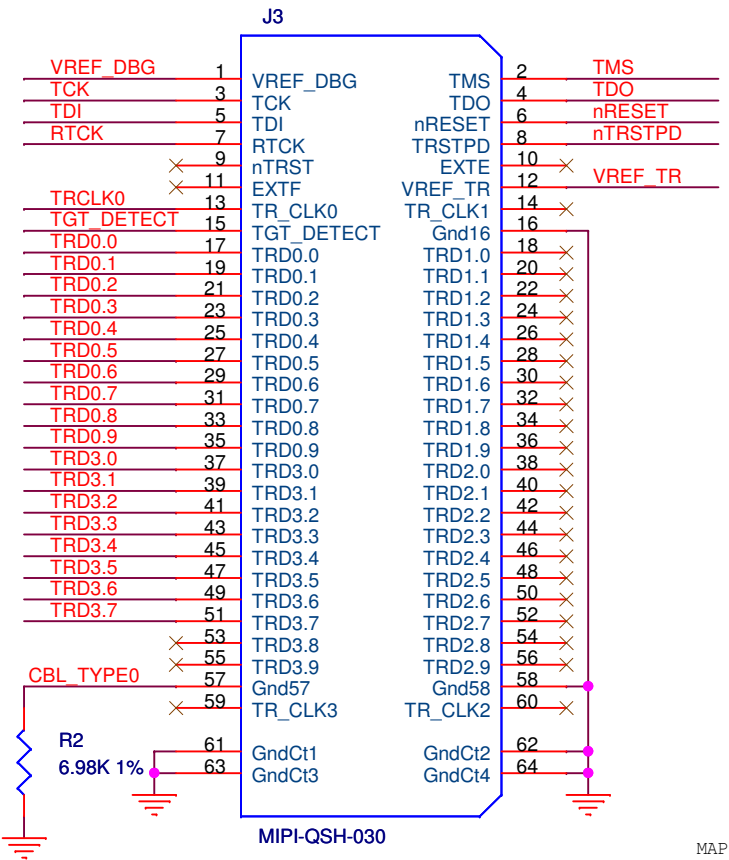 J3
VREF_DBG 1 VREF_DBG TMS 2 TMS
TCK 3 TCK TDO 4 TDO
TDI 5 TDI nRESET 6 nRESET
RTCK 7 RTCK TRSTPD 8 nTRSTPD
9 nTRST EXTE 10
11 EXTF VREF_TR 12 VREF_TR
TRCLK0 13 TR_CLK0 TR_CLK1 14
TGT_DETECT 15 TGT_DETECT Gnd16 16
TRD0.0 17 TRD0.0 TRD1.0 18
TRD0.1 19 TRD0.1 TRD1.1 20
TRD0.2 21 TRD0.2 TRD1.2 22
TRD0.3 23 TRD0.3 TRD1.3 24
TRD0.4 25 TRD0.4 TRD1.4 26
TRD0.5 27 TRD0.5 TRD1.5 28
TRD0.6 29 TRD0.6 TRD1.6 30
TRD0.7 31 TRD0.7 TRD1.7 32
TRD0.8 33 TRD0.8 TRD1.8 34
TRD0.9 35 TRD0.9 TRD1.9 36
TRD3.0 37 TRD3.0 TRD2.0 38
TRD3.1 39 TRD3.1 TRD2.1 40
TRD3.2 41 TRD3.2 TRD2.2 42
TRD3.3 43 TRD3.3 TRD2.3 44
TRD3.4 45 TRD3.4 TRD2.4 46
TRD3.5 47 TRD3.5 TRD2.5 48
TRD3.6 49 TRD3.6 TRD2.6 50
TRD3.7 51 TRD3.7 TRD2.7 52
53 TRD3.8 TRD2.8 54
55 TRD3.9 TRD2.9 56
CBL_TYPE0 57 Gnd57 Gnd58 58
59 TR_CLK3 TR_CLK2 60
R2 61 GndCt1 GndCt2 62
6.98K 1% 63 GndCt3 GndCt4 64
MIPI-QSH-030
MAP